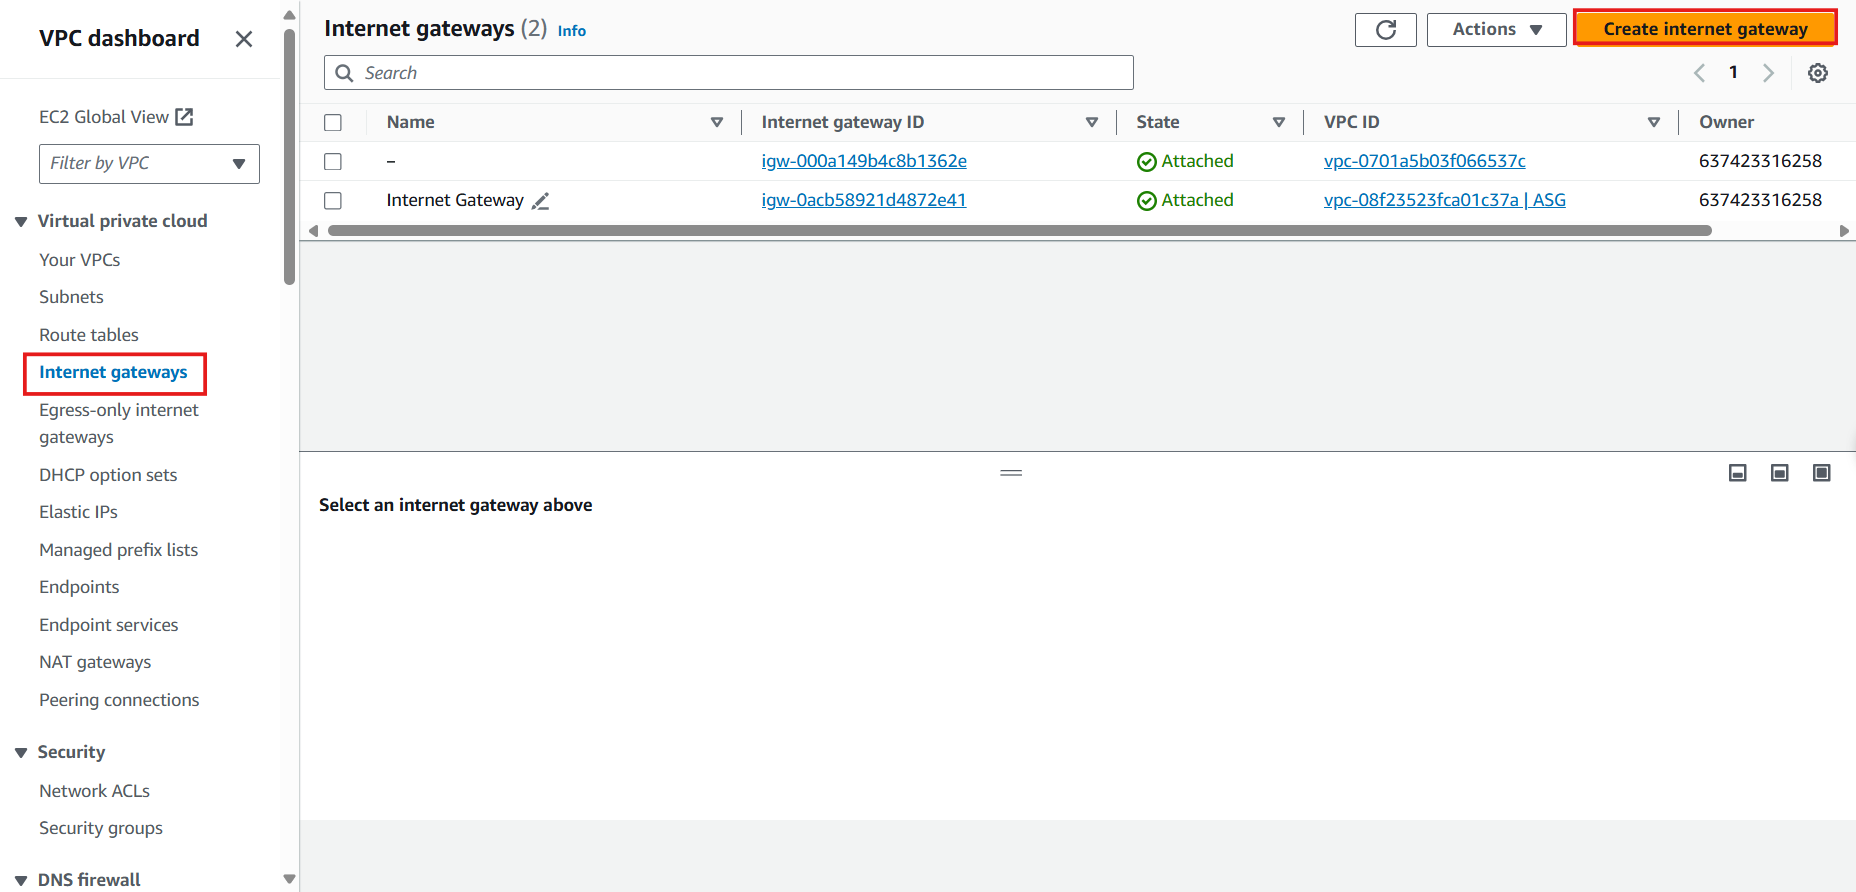 VPC dashboard
EC2 Global View
Filter by VPC
Virtual private cloud
Your VPCs
Subnets
Route tables
Internet gateways
Egress-only internet
gateways
DHCP option sets
Elastic IPs
Managed prefix lists
Endpoints
Endpoint services
NAT gateways
Peering connections
Security
Network ACLs
Security groups
DNS firewall
Internet gateways (2) Info
Actions
Create internet gateway
Search
1
Name Internet gateway ID State VPC ID Owner
– igw-000a149b4c8b1362e Attached vpc-0701a5b03f066537c 637423316258
Internet Gateway igw-0acb58921d4872e41 Attached vpc-08f23523fca01c37a | ASG 637423316258
Select an internet gateway above